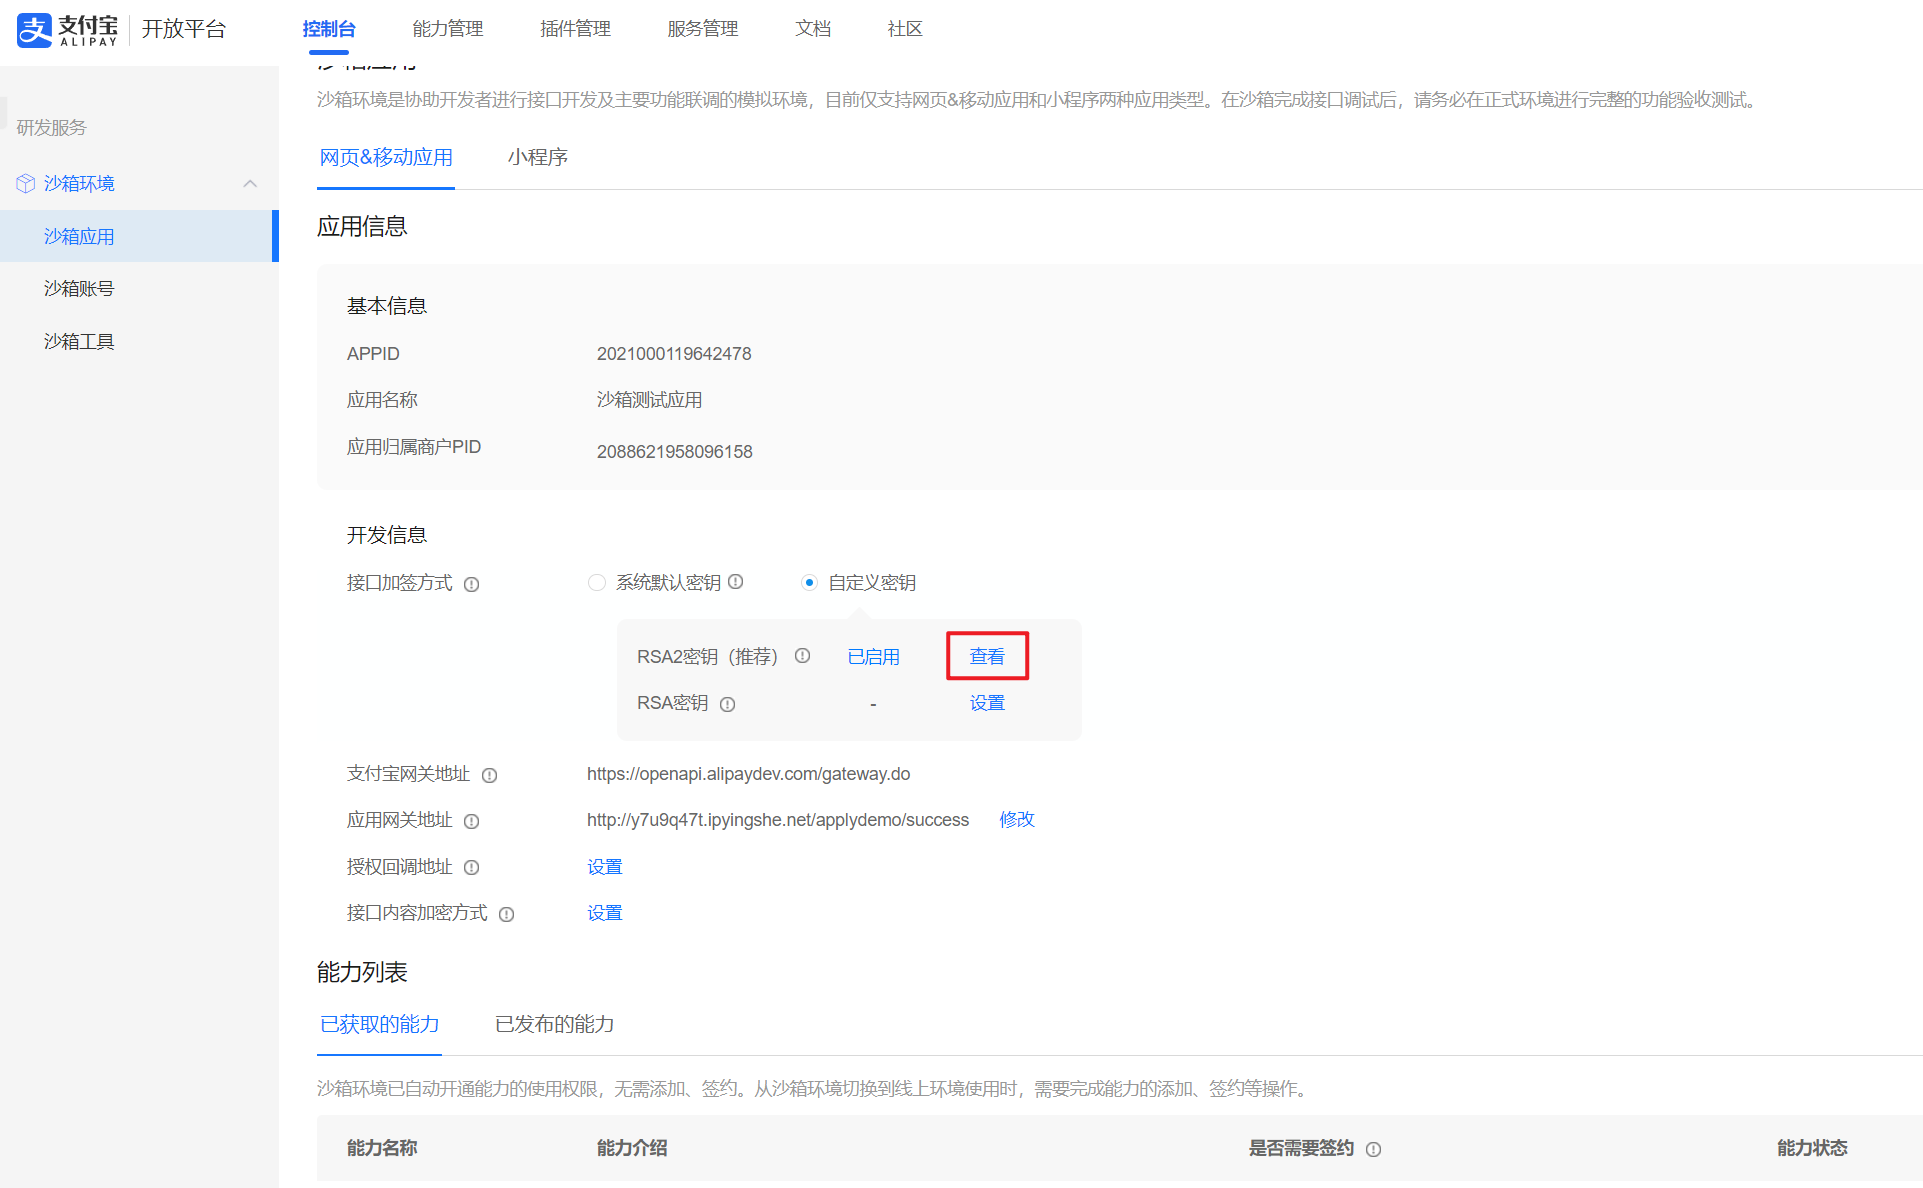 支付宝 开放平台 控制台 能力管理 插件管理 服务管理 文档 社区
ALIPAY
沙箱应用
沙箱环境是协助开发者进行接口开发及主要功能联调的模拟环境，目前仅支持网页&移动应用和小程序两种应用类型。在沙箱完成接口调试后，请务必在正式环境进行完整的功能验收测试。
研发服务
沙箱环境
沙箱应用
沙箱账号
沙箱工具
网页&移动应用 小程序
应用信息
基本信息
APPID 2021000119642478
应用名称 沙箱测试应用
应用归属商户PID 2088621958096158
开发信息
接口加签方式 系统默认密钥 自定义密钥
RSA2密钥（推荐） 已启用 查看
RSA密钥 - 设置
支付宝网关地址 https://openapi.alipaydev.com/gateway.do
应用网关地址 http://y7u9q47t.ipyingshe.net/applydemo/success 修改
授权回调地址 设置
接口内容加密方式 设置
能力列表
已获取的能力 已发布的能力
沙箱环境已自动开通能力的使用权限，无需添加、签约。从沙箱环境切换到线上环境使用时，需要完成能力的添加、签约等操作。
能力名称 能力介绍 是否需要签约 能力状态